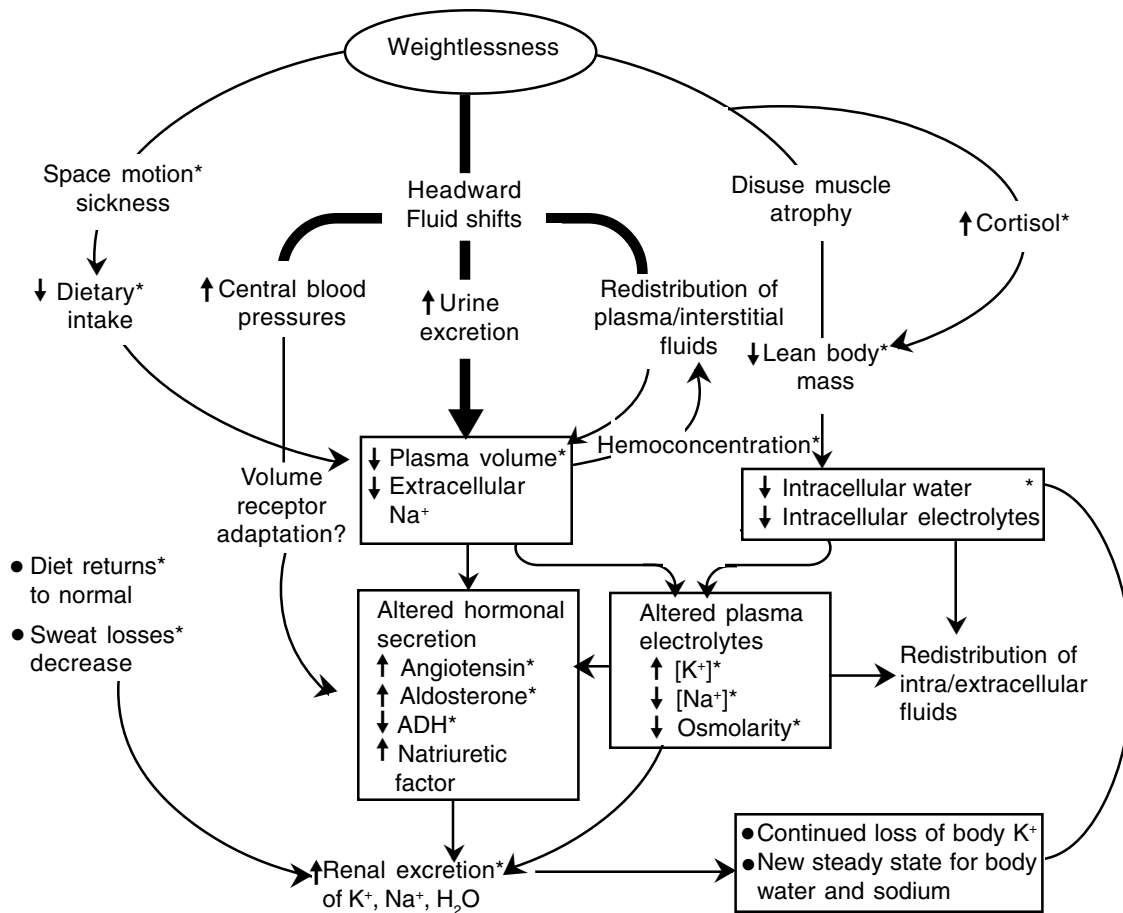 Weightlessness
Space motion*
sickness
Headward
Fluid shifts
Disuse muscle
atrophy
↑ Cortisol*
↓ Dietary*
intake
↑ Central blood
pressures
↑ Urine
excretion
Redistribution of
plasma/interstitial
fluids
↓ Lean body*
mass
↓ Plasma volume*
↓ Extracellular
Na⁺
Hemoconcentration*
Volume
receptor
adaptation?
↓ Intracellular water *
↓ Intracellular electrolytes
● Diet returns*
to normal
● Sweat losses*
decrease
Altered hormonal
secretion
↑ Angiotensin*
↑ Aldosterone*
↓ ADH*
↑ Natriuretic
factor
Altered plasma
electrolytes
↑ [K⁺]*
↓ [Na⁺]*
↓ Osmolarity*
Redistribution of
intra/extracellular
fluids
↑ Renal excretion*
of K⁺, Na⁺, H₂O
● Continued loss of body K⁺
● New steady state for body
water and sodium